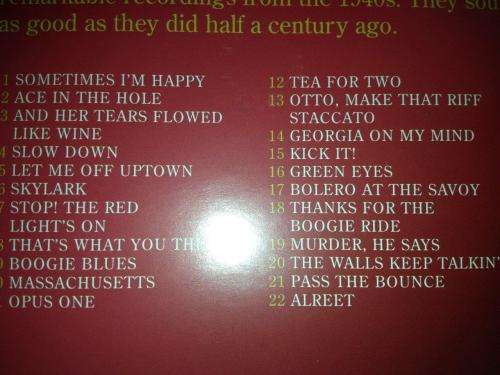 remarkable recordings from the 1940s. They sou
as good as they did half a century ago.
1 SOMETIMES I'M HAPPY
2 ACE IN THE HOLE
3 AND HER TEARS FLOWED
LIKE WINE
4 SLOW DOWN
5 LET ME OFF UPTOWN
6 SKYLARK
7 STOP! THE RED
LIGHT'S ON
8 THAT'S WHAT YOU
9 BOOGIE BLUES
MASSACHUSETTS
OPUS ONE
12 TEA FOR TWO
13 OTTO, MAKE THAT RIFF
STACCATO
14 GEORGIA ON MY MIND
15 KICK IT!
16 GREEN EYES
17 BOLERO AT THE SAVOY
18 THANKS FOR THE
BOOGIE RIDE
19 MURDER, HE SAYS
20 THE WALLS KEEP TALKIN'
21 PASS THE BOUNCE
22 ALREET